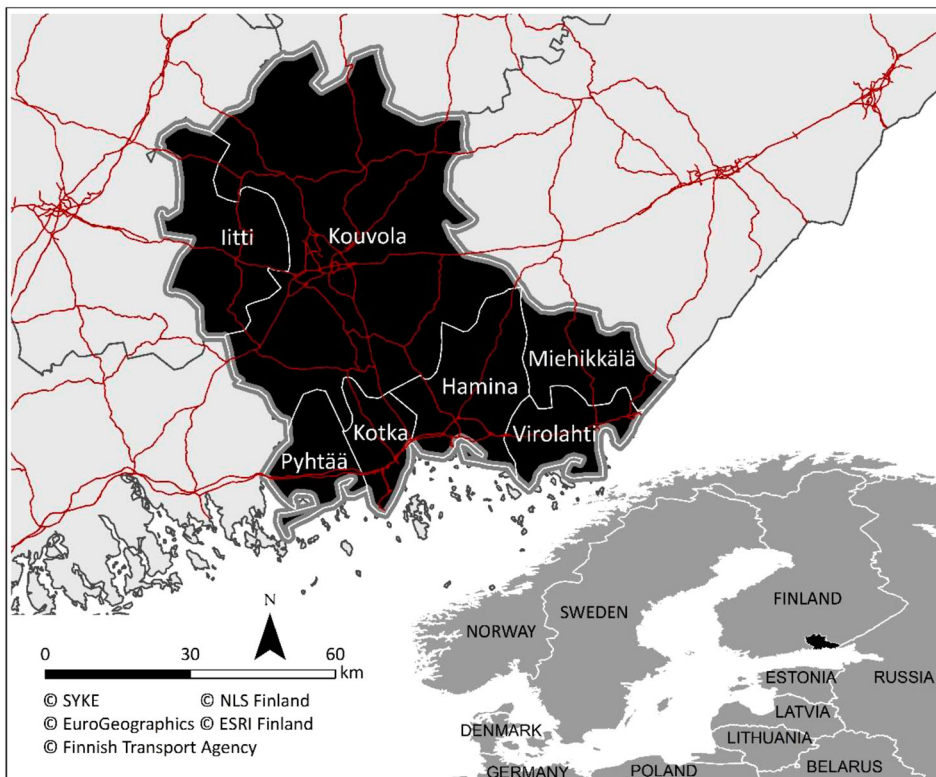 Iitti
Kouvola
Miehikkälä
Hamina
Kotka
Virolahti
Pyhtää
N
0 30 60
km
© SYKE © NLS Finland
© EuroGeographics © ESRI Finland
© Finnish Transport Agency
FINLAND
SWEDEN
NORWAY
ESTONIA
RUSSIA
LATVIA
DENMARK
LITHUANIA
BELARUS
GERMANY
POLAND